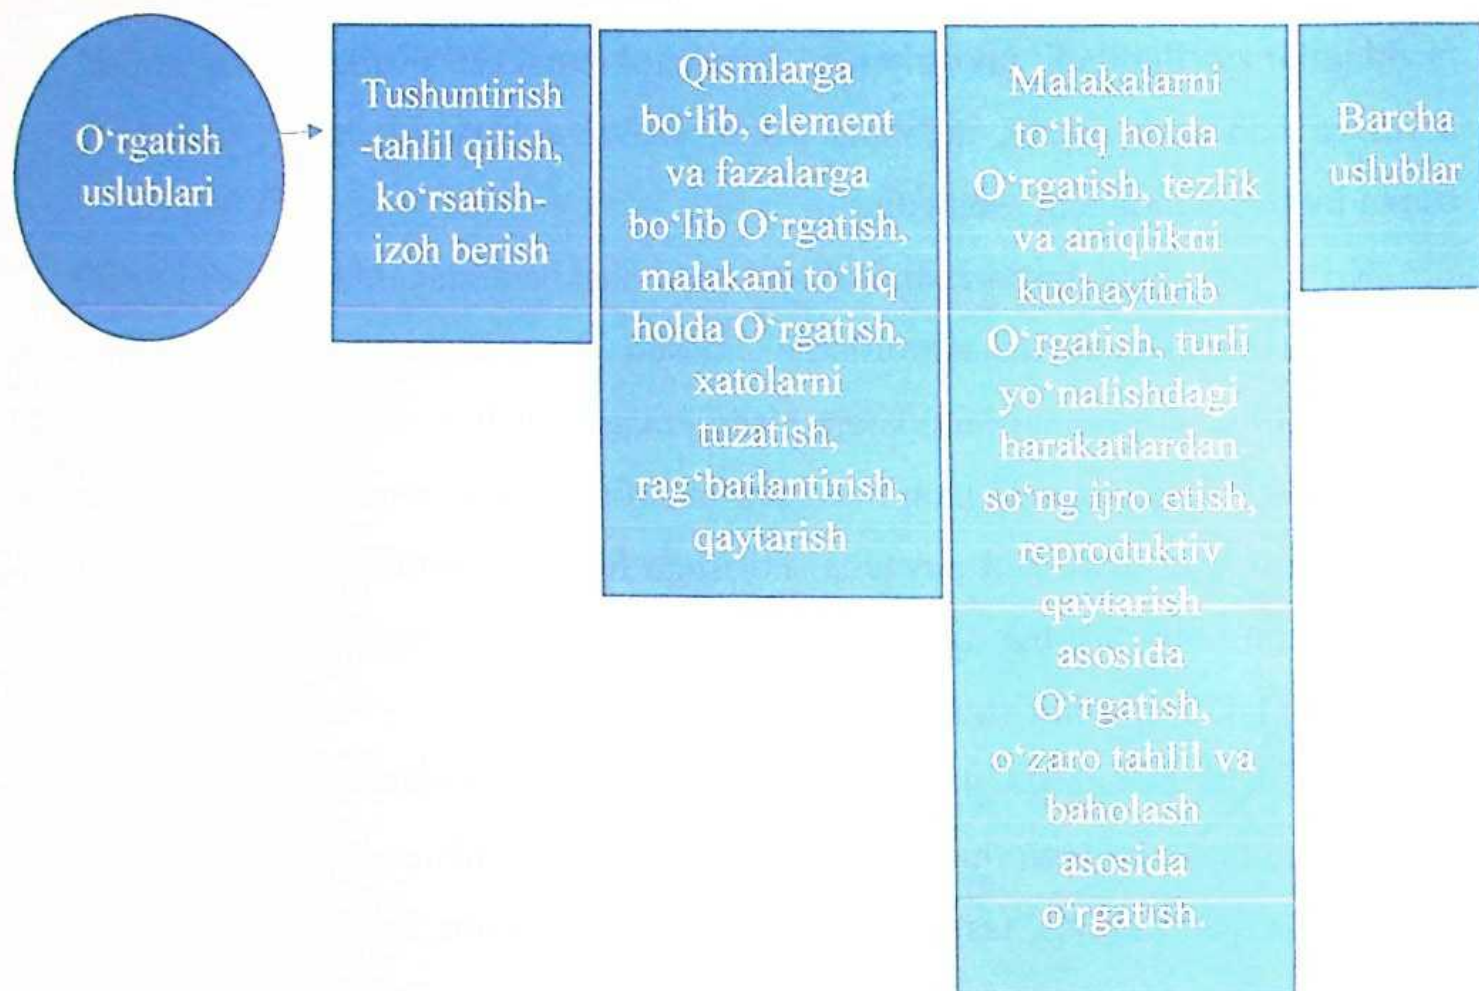 O‘rgatish
uslublari
Tushuntirish
-tahlil qilish,
ko‘rsatish-
izoh berish
Qismlarga
bo‘lib, element
va fazalarga
bo‘lib O‘rgatish,
malakani to‘liq
holda O‘rgatish,
xatolarni
tuzatish,
rag‘batlantirish,
qaytarish
Malakalarni
to‘liq holda
O‘rgatish, tezlik
va aniqlikni
kuchaytirib
O‘rgatish, turli
yo‘nalishdagi
harakatlardan
so‘ng ijro etish,
reproduktiv
qaytarish
asosida
O‘rgatish,
o‘zaro tahlil va
baholash
asosida
o‘rgatish.
Barcha
uslublar